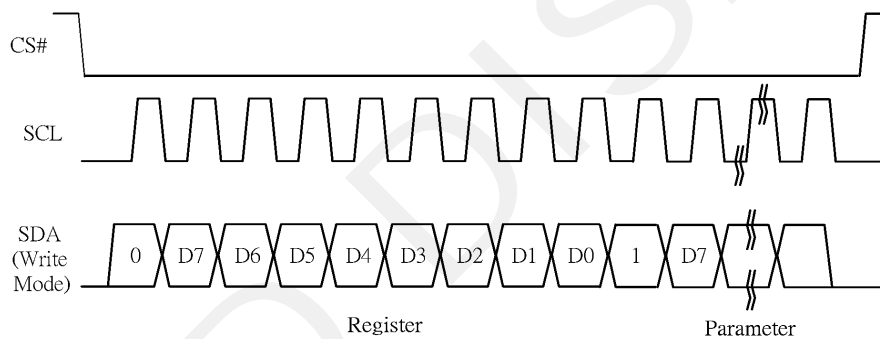 CS#
SCL
SDA
(Write
Mode)
0 D7 D6 D5 D4 D3 D2 D1 D0 1 D7
Register Parameter